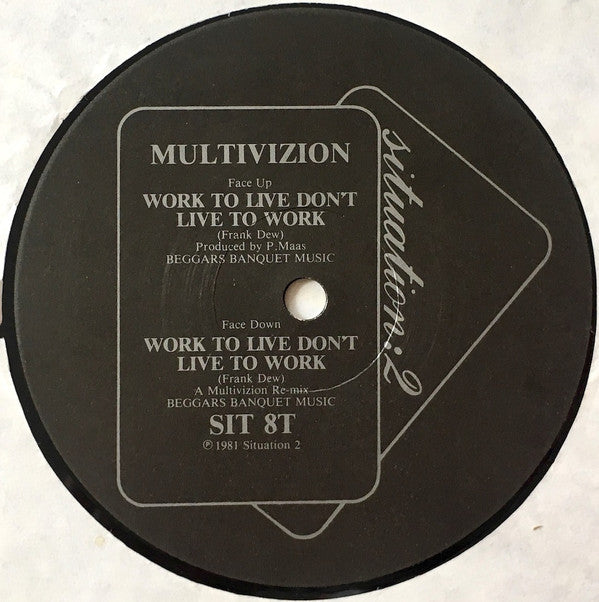 MULTIVIZION
Face Up
WORK TO LIVE DON'T
LIVE TO WORK
(Frank Dew)
Produced by P.Maas
BEGGARS BANQUET MUSIC
Face Down
WORK TO LIVE DON'T
LIVE TO WORK
(Frank Dew)
A Multivizion Re-mix
BEGGARS BANQUET MUSIC
SIT 8T
℗ 1981 Situation 2
situation:2